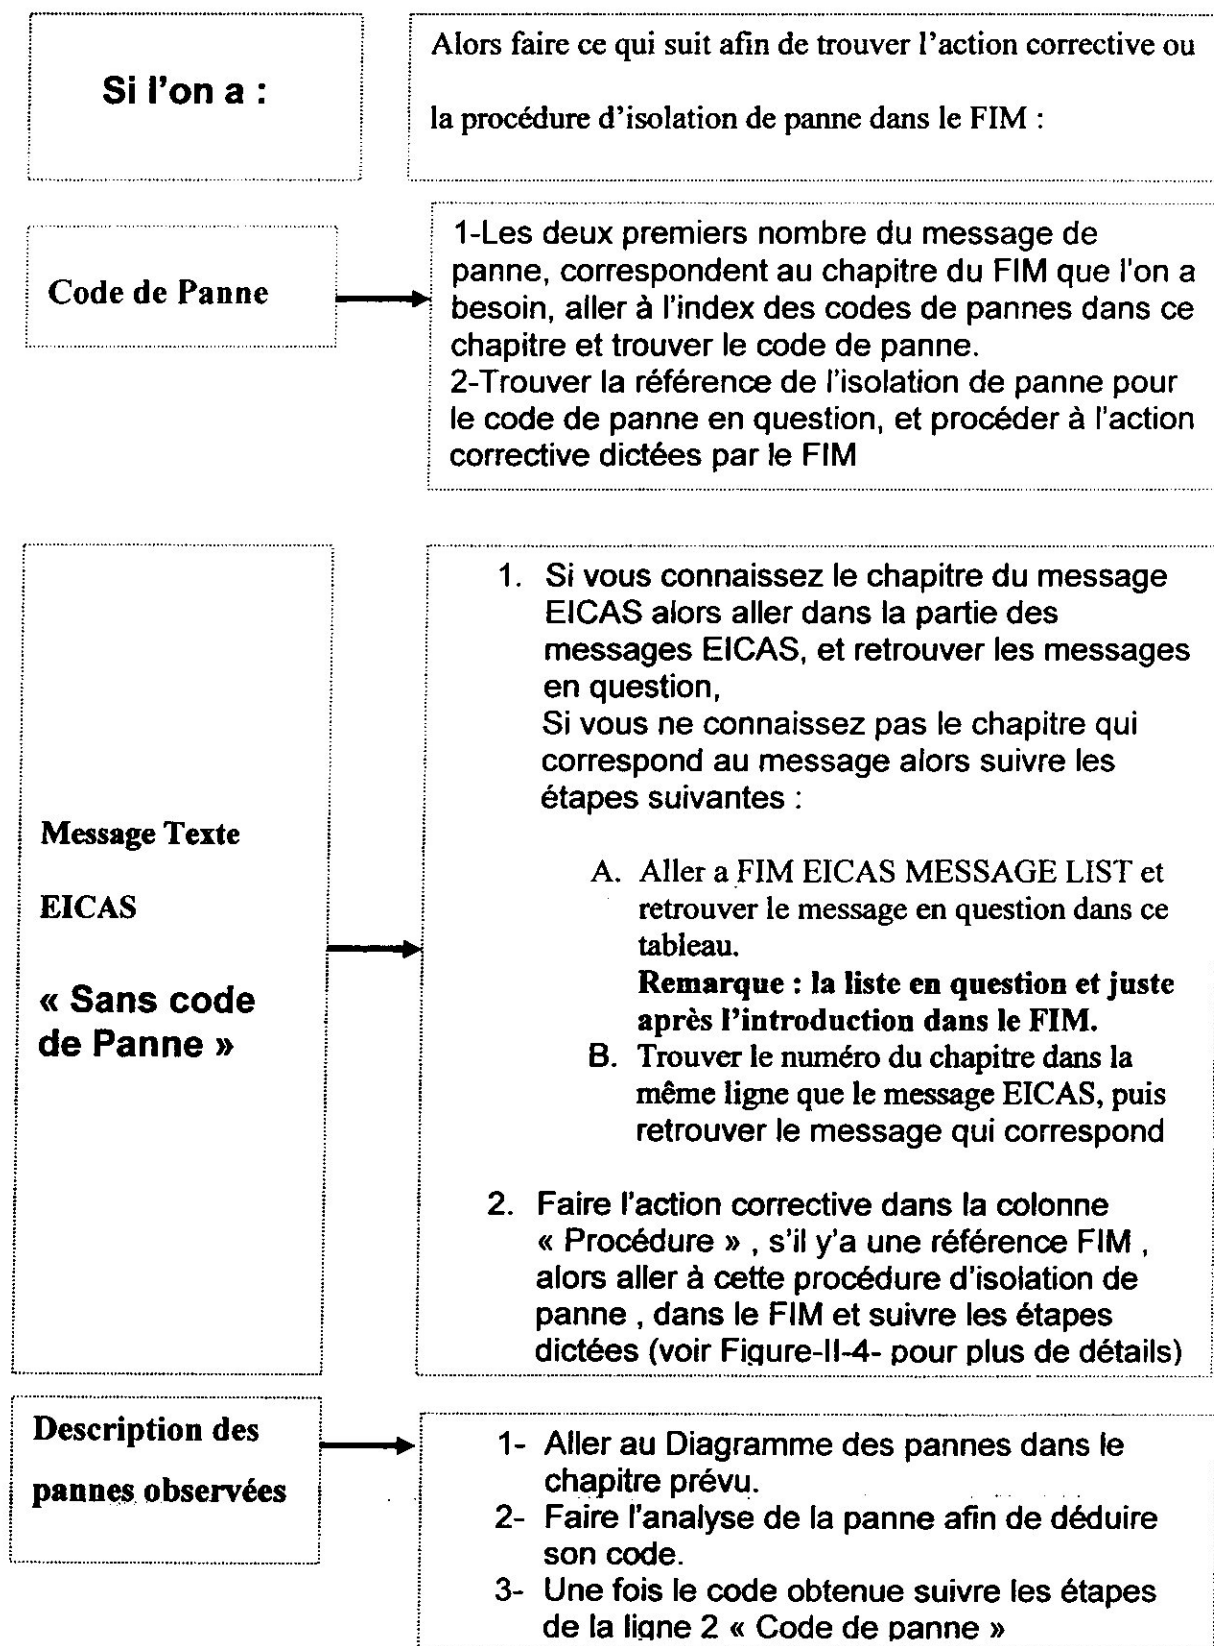 Si l'on a :
Alors faire ce qui suit afin de trouver l'action corrective ou
la procédure d'isolation de panne dans le FIM :
Code de Panne
1-Les deux premiers nombre du message de
panne, correspondent au chapitre du FIM que l'on a
besoin, aller à l'index des codes de pannes dans ce
chapitre et trouver le code de panne.
2-Trouver la référence de l'isolation de panne pour
le code de panne en question, et procéder à l'action
corrective dictées par le FIM
Message Texte
EICAS
« Sans code
de Panne »
1. Si vous connaissez le chapitre du message
EICAS alors aller dans la partie des
messages EICAS, et retrouver les messages
en question,
Si vous ne connaissez pas le chapitre qui
correspond au message alors suivre les
étapes suivantes :
A. Aller a FIM EICAS MESSAGE LIST et
retrouver le message en question dans ce
tableau.
Remarque : la liste en question et juste
après l'introduction dans le FIM.
B. Trouver le numéro du chapitre dans la
même ligne que le message EICAS, puis
retrouver le message qui correspond
2. Faire l'action corrective dans la colonne
« Procédure » , s'il y'a une référence FIM ,
alors aller à cette procédure d'isolation de
panne , dans le FIM et suivre les étapes
dictées (voir Figure-II-4- pour plus de détails)
Description des
pannes observées
1- Aller au Diagramme des pannes dans le
chapitre prévu.
2- Faire l'analyse de la panne afin de déduire
son code.
3- Une fois le code obtenue suivre les étapes
de la ligne 2 « Code de panne »